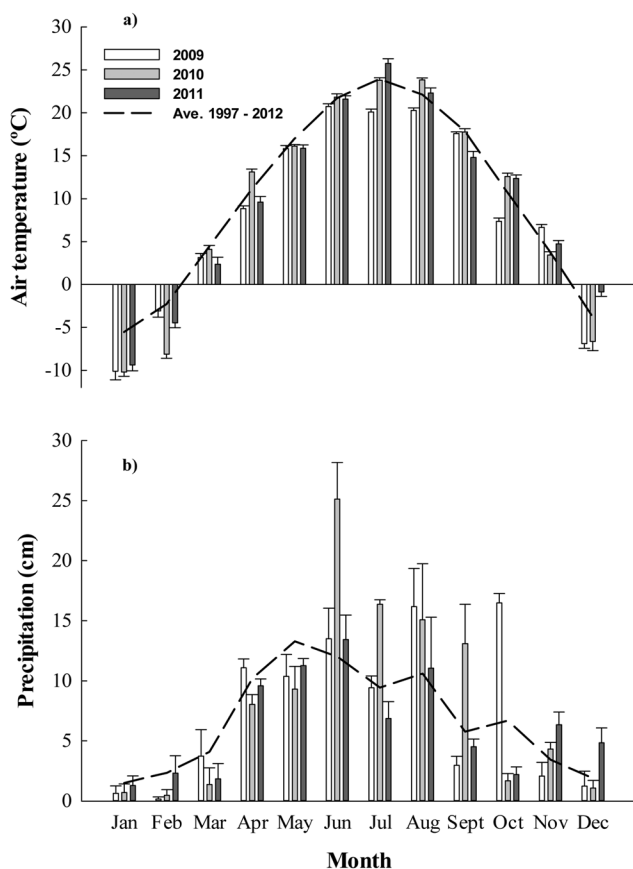 a)
2009
2010
2011
Ave. 1997 - 2012
Air temperature (ºC)
30
25
20
15
10
5
0
-5
-10
b)
Precipitation (cm)
30
25
20
15
10
5
0
Jan Feb Mar Apr May Jun Jul Aug Sept Oct Nov Dec
Month